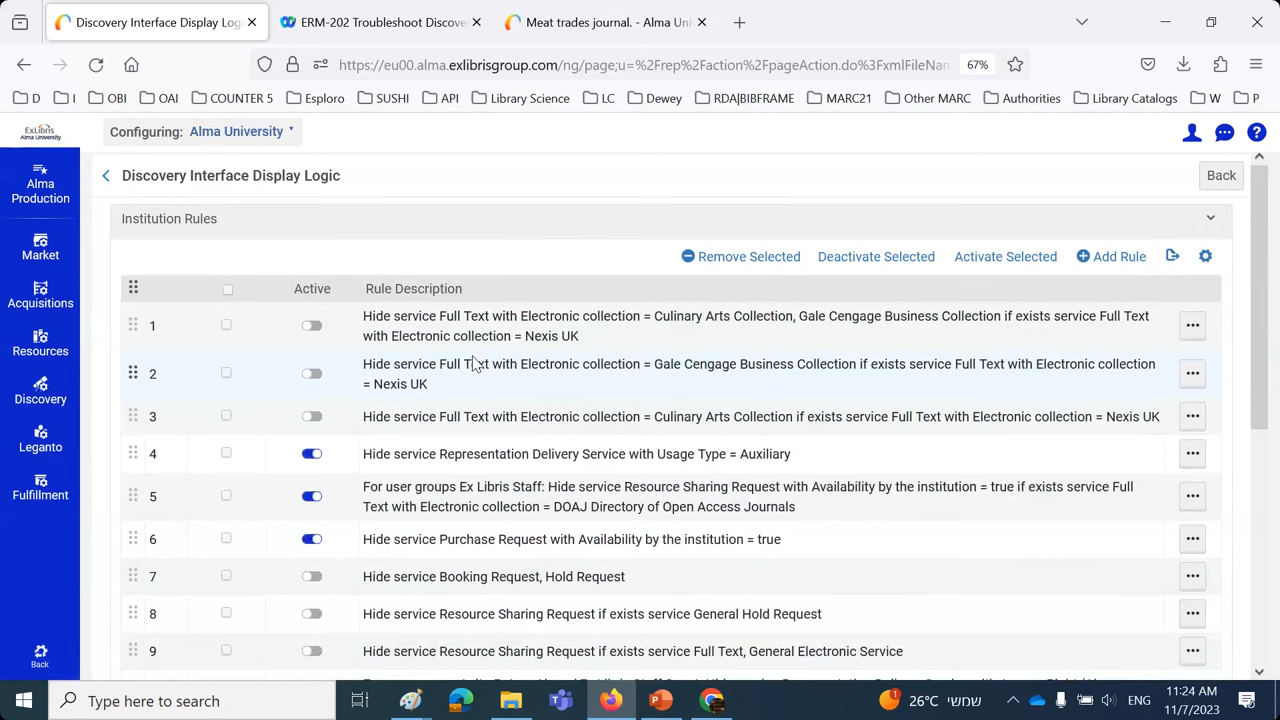 Discovery Interface Display Logic
ERM-202 Troubleshoot Discove
Meat trades journal. - Alma Uni
https://eu00.alma.exlibrisgroup.com/ng/page;u=%2Frep%2Faction%2FpageAction.do%3FxmlFileNam
67%
D
I
OBI
OAI
COUNTER 5
Esploro
SUSHI
API
Library Science
LC
Dewey
RDA|BIBFRAME
MARC21
Other MARC
Authorities
Library Catalogs
W
P
ExLibris
Alma University
Configuring: Alma University
Alma
Production
Market
Acquisitions
Resources
Discovery
Leganto
Fulfillment
Back
Discovery Interface Display Logic
Back
Institution Rules
Remove Selected
Deactivate Selected
Activate Selected
Add Rule
Active
Rule Description
1
Hide service Full Text with Electronic collection = Culinary Arts Collection, Gale Cengage Business Collection if exists service Full Text
with Electronic collection = Nexis UK
2
Hide service Full Text with Electronic collection = Gale Cengage Business Collection if exists service Full Text with Electronic collection
= Nexis UK
3
Hide service Full Text with Electronic collection = Culinary Arts Collection if exists service Full Text with Electronic collection = Nexis UK
4
Hide service Representation Delivery Service with Usage Type = Auxiliary
5
For user groups Ex Libris Staff: Hide service Resource Sharing Request with Availability by the institution = true if exists service Full
Text with Electronic collection = DOAJ Directory of Open Access Journals
6
Hide service Purchase Request with Availability by the institution = true
7
Hide service Booking Request, Hold Request
8
Hide service Resource Sharing Request if exists service General Hold Request
9
Hide service Resource Sharing Request if exists service Full Text, General Electronic Service
Type here to search
1
26°C
שמשי
ENG
11:24 AM
11/7/2023